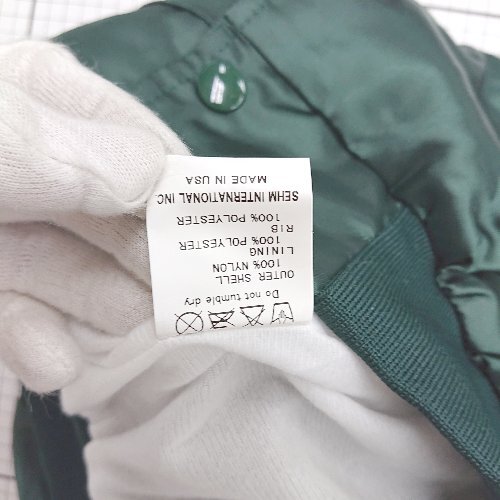 Do not tumble dry
OUTER SHELL
100% NYLON
LINING
100% POLYESTER
RIB
100% POLYESTER
SEHM INTERNATIONAL INC.
MADE IN USA